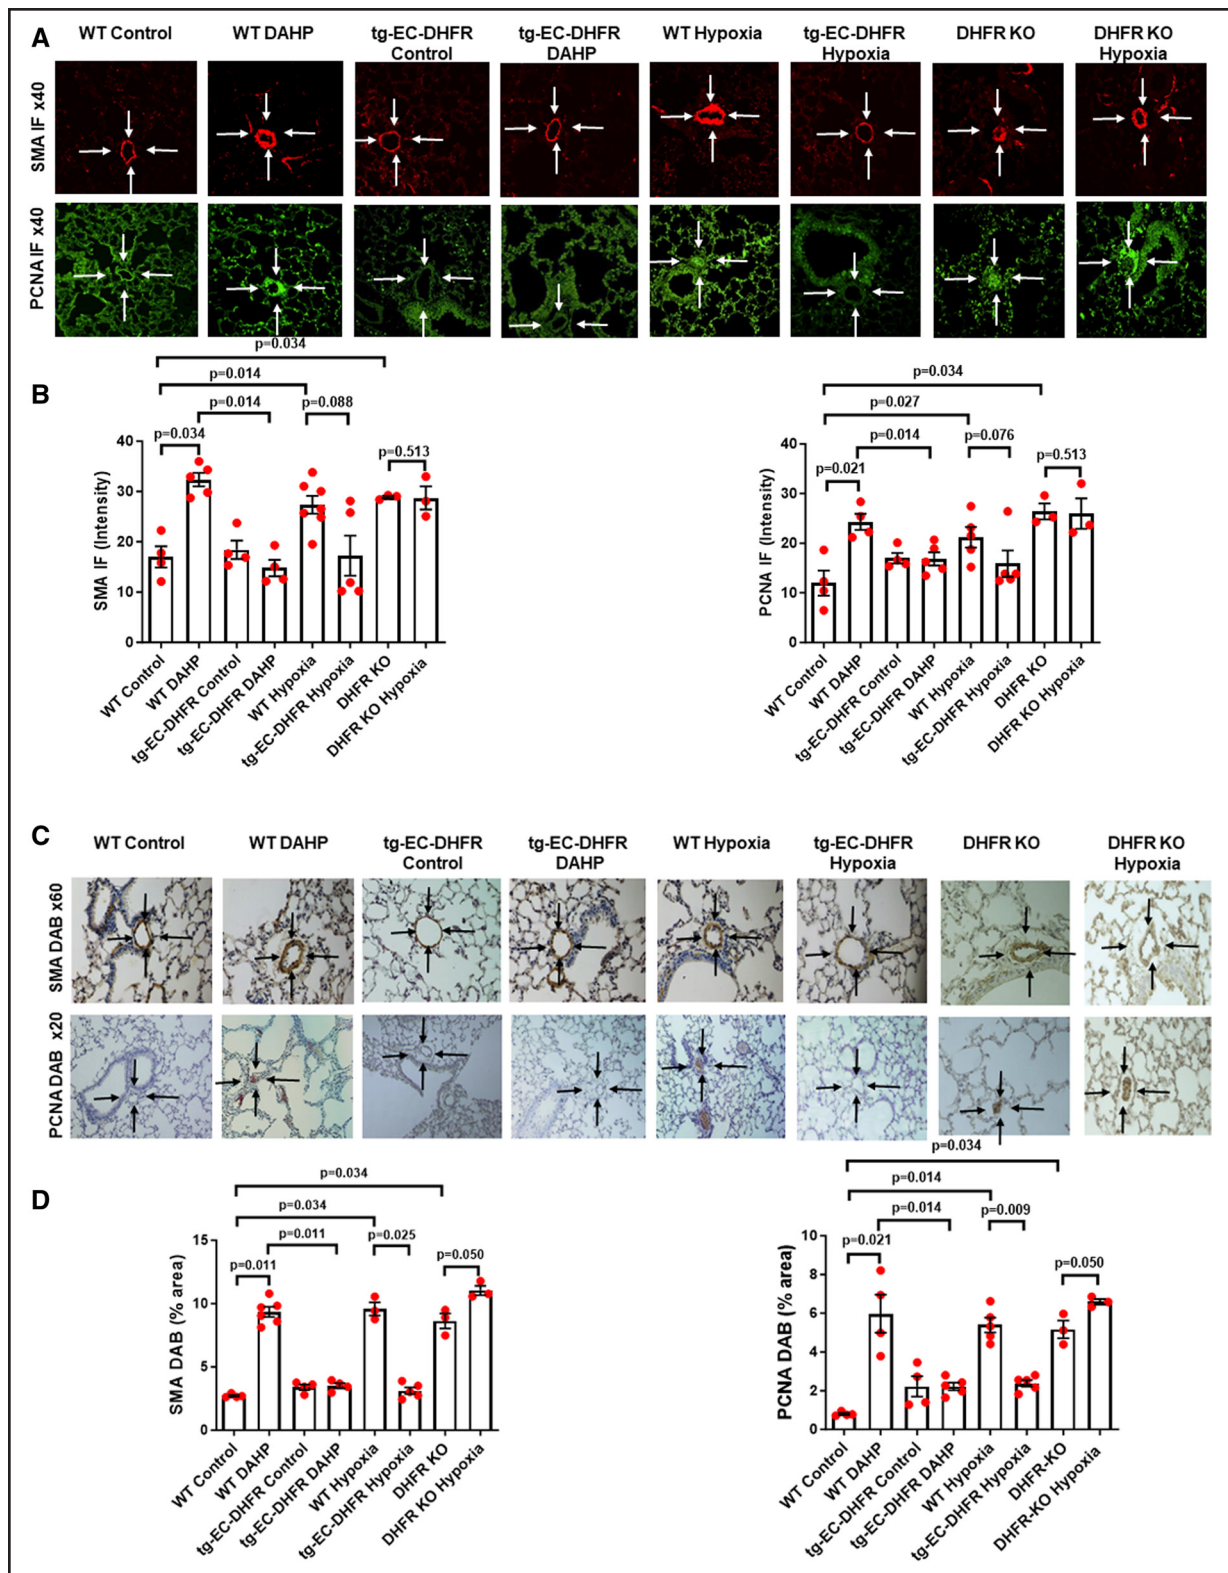 A
WT Control
WT DAHP
tg-EC-DHFR
Control
tg-EC-DHFR
DAHP
WT Hypoxia
tg-EC-DHFR
Hypoxia
DHFR KO
DHFR KO
Hypoxia
SMA IF x40
PCNA IF x40
B
p=0.034
p=0.014
p=0.014
p=0.088
p=0.034
p=0.513
SMA IF (Intensity)
40
30
20
10
0
WT Control
WT DAHP
tg-EC-DHFR Control
tg-EC-DHFR DAHP
WT Hypoxia
tg-EC-DHFR Hypoxia
DHFR KO
DHFR KO Hypoxia
p=0.034
p=0.027
p=0.014
p=0.076
p=0.021
p=0.513
PCNA IF (Intensity)
40
30
20
10
0
WT Control
WT DAHP
tg-EC-DHFR Control
tg-EC-DHFR DAHP
WT Hypoxia
tg-EC-DHFR Hypoxia
DHFR KO
DHFR KO Hypoxia
C
WT Control
WT DAHP
tg-EC-DHFR
Control
tg-EC-DHFR
DAHP
WT Hypoxia
tg-EC-DHFR
Hypoxia
DHFR KO
DHFR KO
Hypoxia
SMA DAB x60
PCNA DAB x20
D
p=0.034
p=0.034
p=0.011
p=0.025
p=0.011
p=0.050
SMA DAB (% area)
15
10
5
0
WT Control
WT DAHP
tg-EC-DHFR Control
tg-EC-DHFR DAHP
WT Hypoxia
tg-EC-DHFR Hypoxia
DHFR KO
DHFR KO Hypoxia
p=0.034
p=0.014
p=0.014
p=0.009
p=0.021
p=0.050
PCNA DAB (% area)
10
8
6
4
2
0
WT Control
WT DAHP
tg-EC-DHFR Control
tg-EC-DHFR DAHP
WT Hypoxia
tg-EC-DHFR Hypoxia
DHFR-KO
DHFR-KO Hypoxia